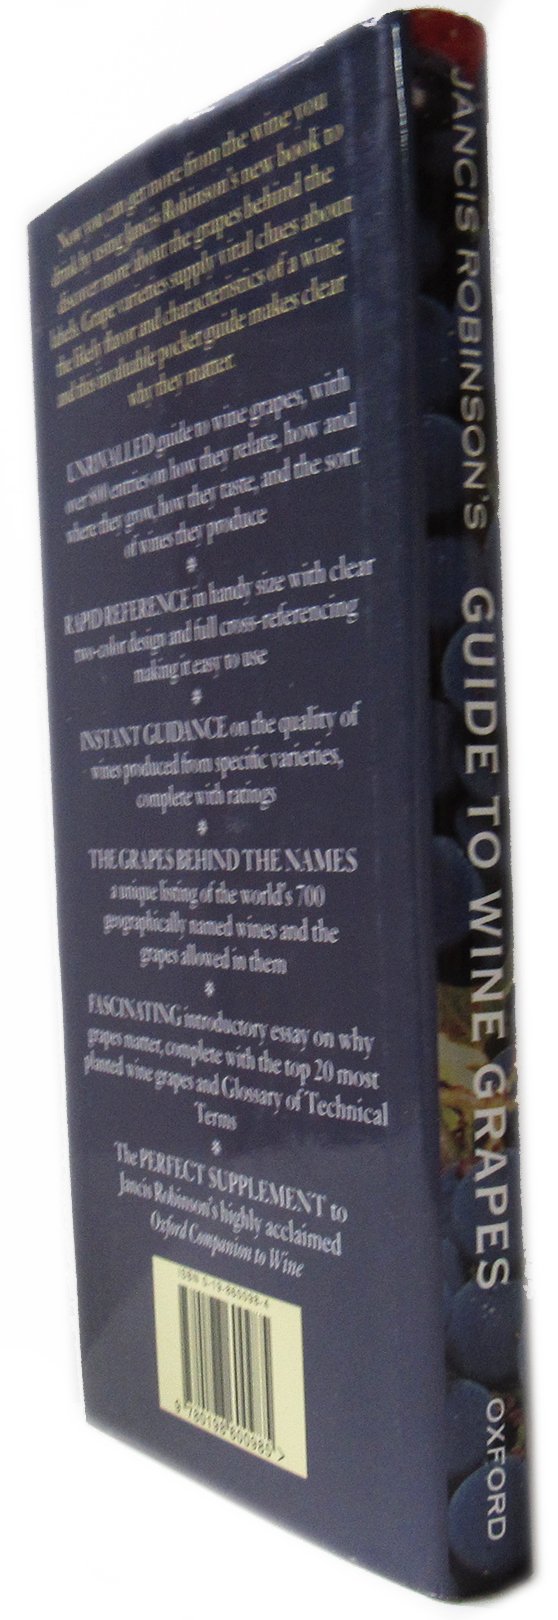 Now you can get more from the wine you
drink by using Jancis Robinson's new book to
discover more about the grapes behind the
labels. Grape varieties supply vital clues about
the likely flavor and characteristics of a wine
and this invaluable pocket guide makes clear
why they matter.
UNRIVALLED guide to wine grapes, with
over 800 entries on how they relate, how and
where they grow, how they taste, and the sort
of wines they produce
*
RAPID REFERENCE in handy size with clear
two-color design and full cross-referencing
making it easy to use
*
INSTANT GUIDANCE on the quality of
wines produced from specific varieties,
complete with ratings
*
THE GRAPES BEHIND THE NAMES
a unique listing of the world's 700
geographically named wines and the
grapes allowed in them
*
FASCINATING introductory essay on why
grapes matter, complete with the top 20 most
planted wine grapes and Glossary of Technical
Terms
*
The PERFECT SUPPLEMENT to
Jancis Robinson's highly acclaimed
Oxford Companion to Wine
ISBN 0-19-860098-4
9 780198 600985 >
JANCIS ROBINSON'S GUIDE TO WINE GRAPES OXFORD